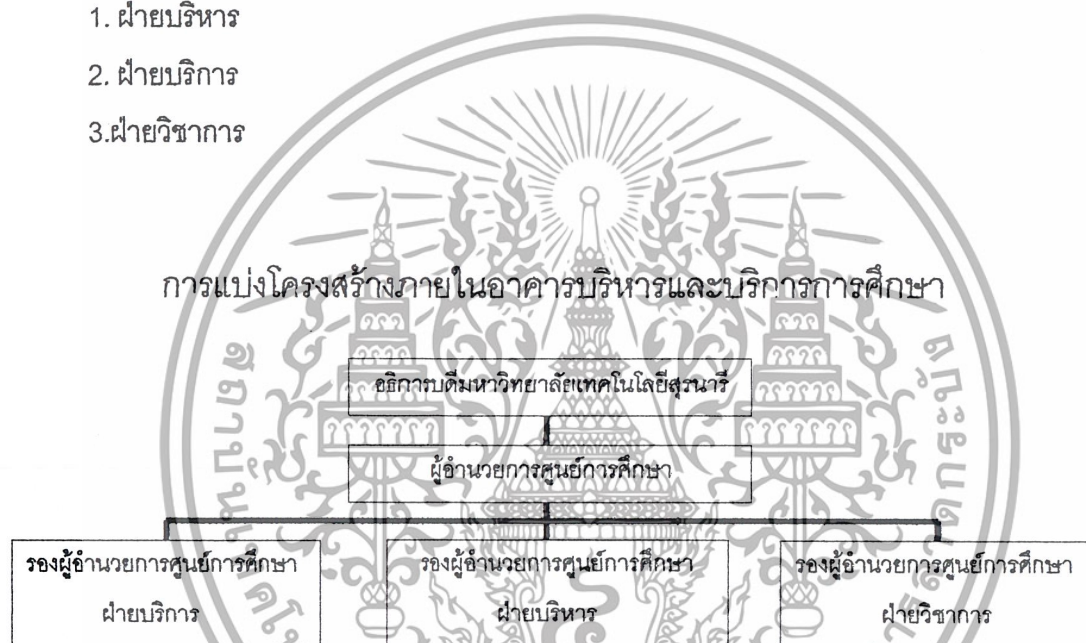 1. ฝ่ายบริหาร
2. ฝ่ายบริการ
3.ฝ่ายวิชาการ
การแบ่งโครงสร้างภายในอาคารบริหารและบริการการศึกษา
อธิการบดีมหาวิทยาลัยเทคโนโลยีสุรนารี
ผู้อำนวยการศูนย์การศึกษา
รองผู้อำนวยการศูนย์การศึกษา
ฝ่ายบริการ
รองผู้อำนวยการศูนย์การศึกษา
ฝ่ายบริหาร
รองผู้อำนวยการศูนย์การศึกษา
ฝ่ายวิชาการ